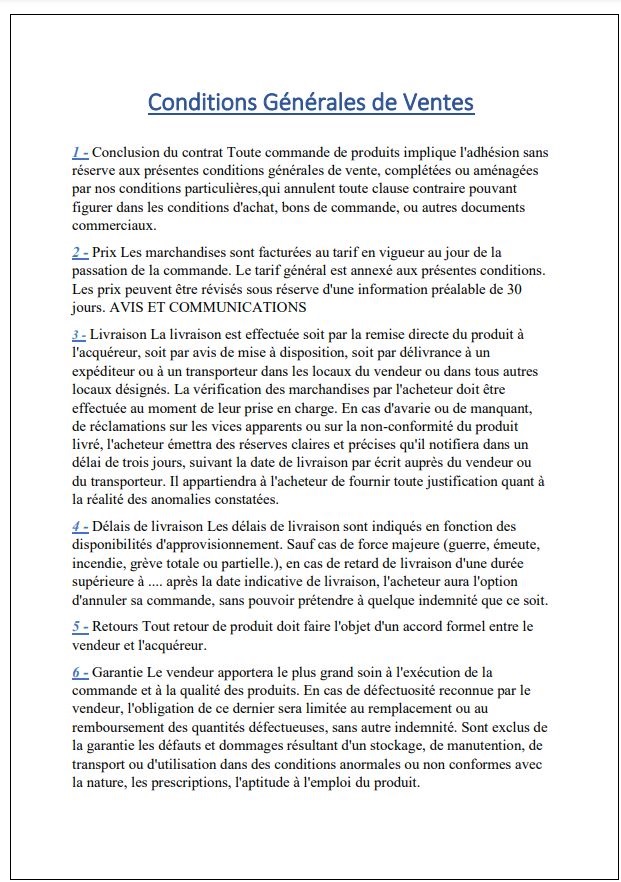 Conditions Générales de Ventes
1 - Conclusion du contrat Toute commande de produits implique l'adhésion sans
réserve aux présentes conditions générales de vente, complétées ou aménagées
par nos conditions particulières,qui annulent toute clause contraire pouvant
figurer dans les conditions d'achat, bons de commande, ou autres documents
commerciaux.
2 - Prix Les marchandises sont facturées au tarif en vigueur au jour de la
passation de la commande. Le tarif général est annexé aux présentes conditions.
Les prix peuvent être révisés sous réserve d'une information préalable de 30
jours. AVIS ET COMMUNICATIONS
3 - Livraison La livraison est effectuée soit par la remise directe du produit à
l'acquéreur, soit par avis de mise à disposition, soit par délivrance à un
expéditeur ou à un transporteur dans les locaux du vendeur ou dans tous autres
locaux désignés. La vérification des marchandises par l'acheteur doit être
effectuée au moment de leur prise en charge. En cas d'avarie ou de manquant,
de réclamations sur les vices apparents ou sur la non-conformité du produit
livré, l'acheteur émettra des réserves claires et précises qu'il notifiera dans un
délai de trois jours, suivant la date de livraison par écrit auprès du vendeur ou
du transporteur. Il appartiendra à l'acheteur de fournir toute justification quant à
la réalité des anomalies constatées.
4 - Délais de livraison Les délais de livraison sont indiqués en fonction des
disponibilités d'approvisionnement. Sauf cas de force majeure (guerre, émeute,
incendie, grève totale ou partielle.), en cas de retard de livraison d'une durée
supérieure à .... après la date indicative de livraison, l'acheteur aura l'option
d'annuler sa commande, sans pouvoir prétendre à quelque indemnité que ce soit.
5 - Retours Tout retour de produit doit faire l'objet d'un accord formel entre le
vendeur et l'acquéreur.
6 - Garantie Le vendeur apportera le plus grand soin à l'exécution de la
commande et à la qualité des produits. En cas de défectuosité reconnue par le
vendeur, l'obligation de ce dernier sera limitée au remplacement ou au
remboursement des quantités défectueuses, sans autre indemnité. Sont exclus de
la garantie les défauts et dommages résultant d'un stockage, de manutention, de
transport ou d'utilisation dans des conditions anormales ou non conformes avec
la nature, les prescriptions, l'aptitude à l'emploi du produit.